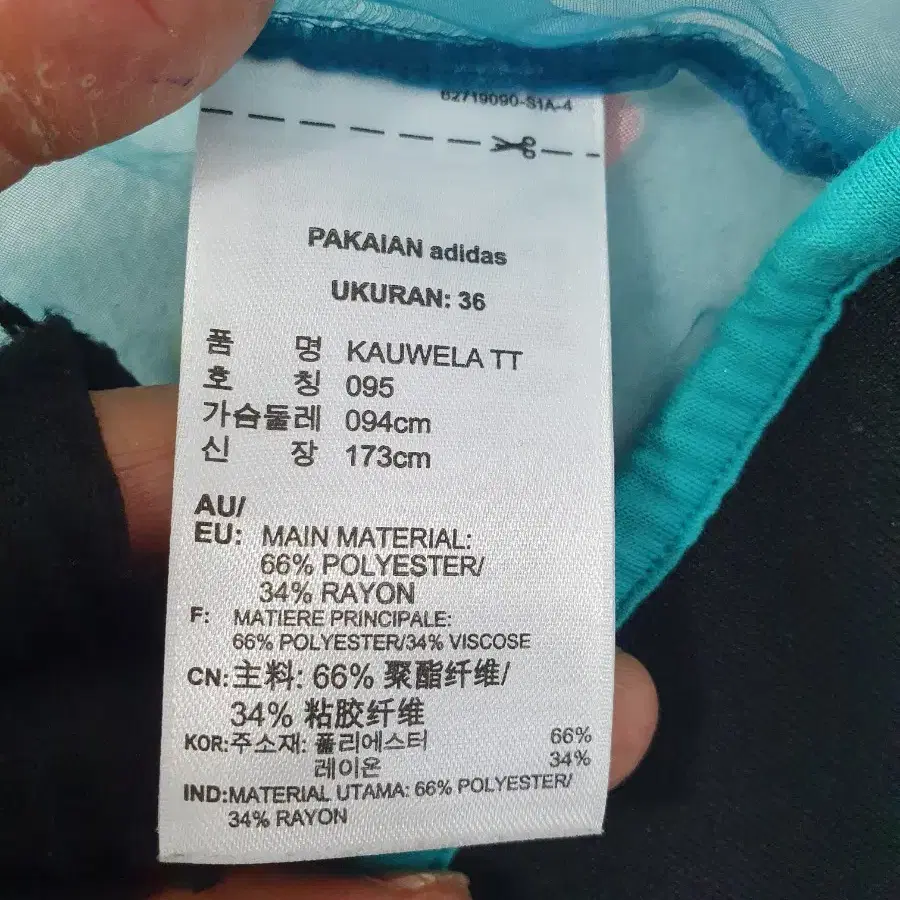 62719090-S1A-4
PAKAIAN adidas
UKURAN: 36
품 명 KAUWELA TT
호 칭 095
가슴둘레 094cm
신 장 173cm
AU/
EU: MAIN MATERIAL:
66% POLYESTER/
34% RAYON
F: MATIERE PRINCIPALE:
66% POLYESTER/34% VISCOSE
CN:主料: 66% 聚酯纤维/
34% 粘胶纤维
KOR:주소재: 폴리에스터 66%
레이온 34%
IND:MATERIAL UTAMA: 66% POLYESTER/
34% RAYON